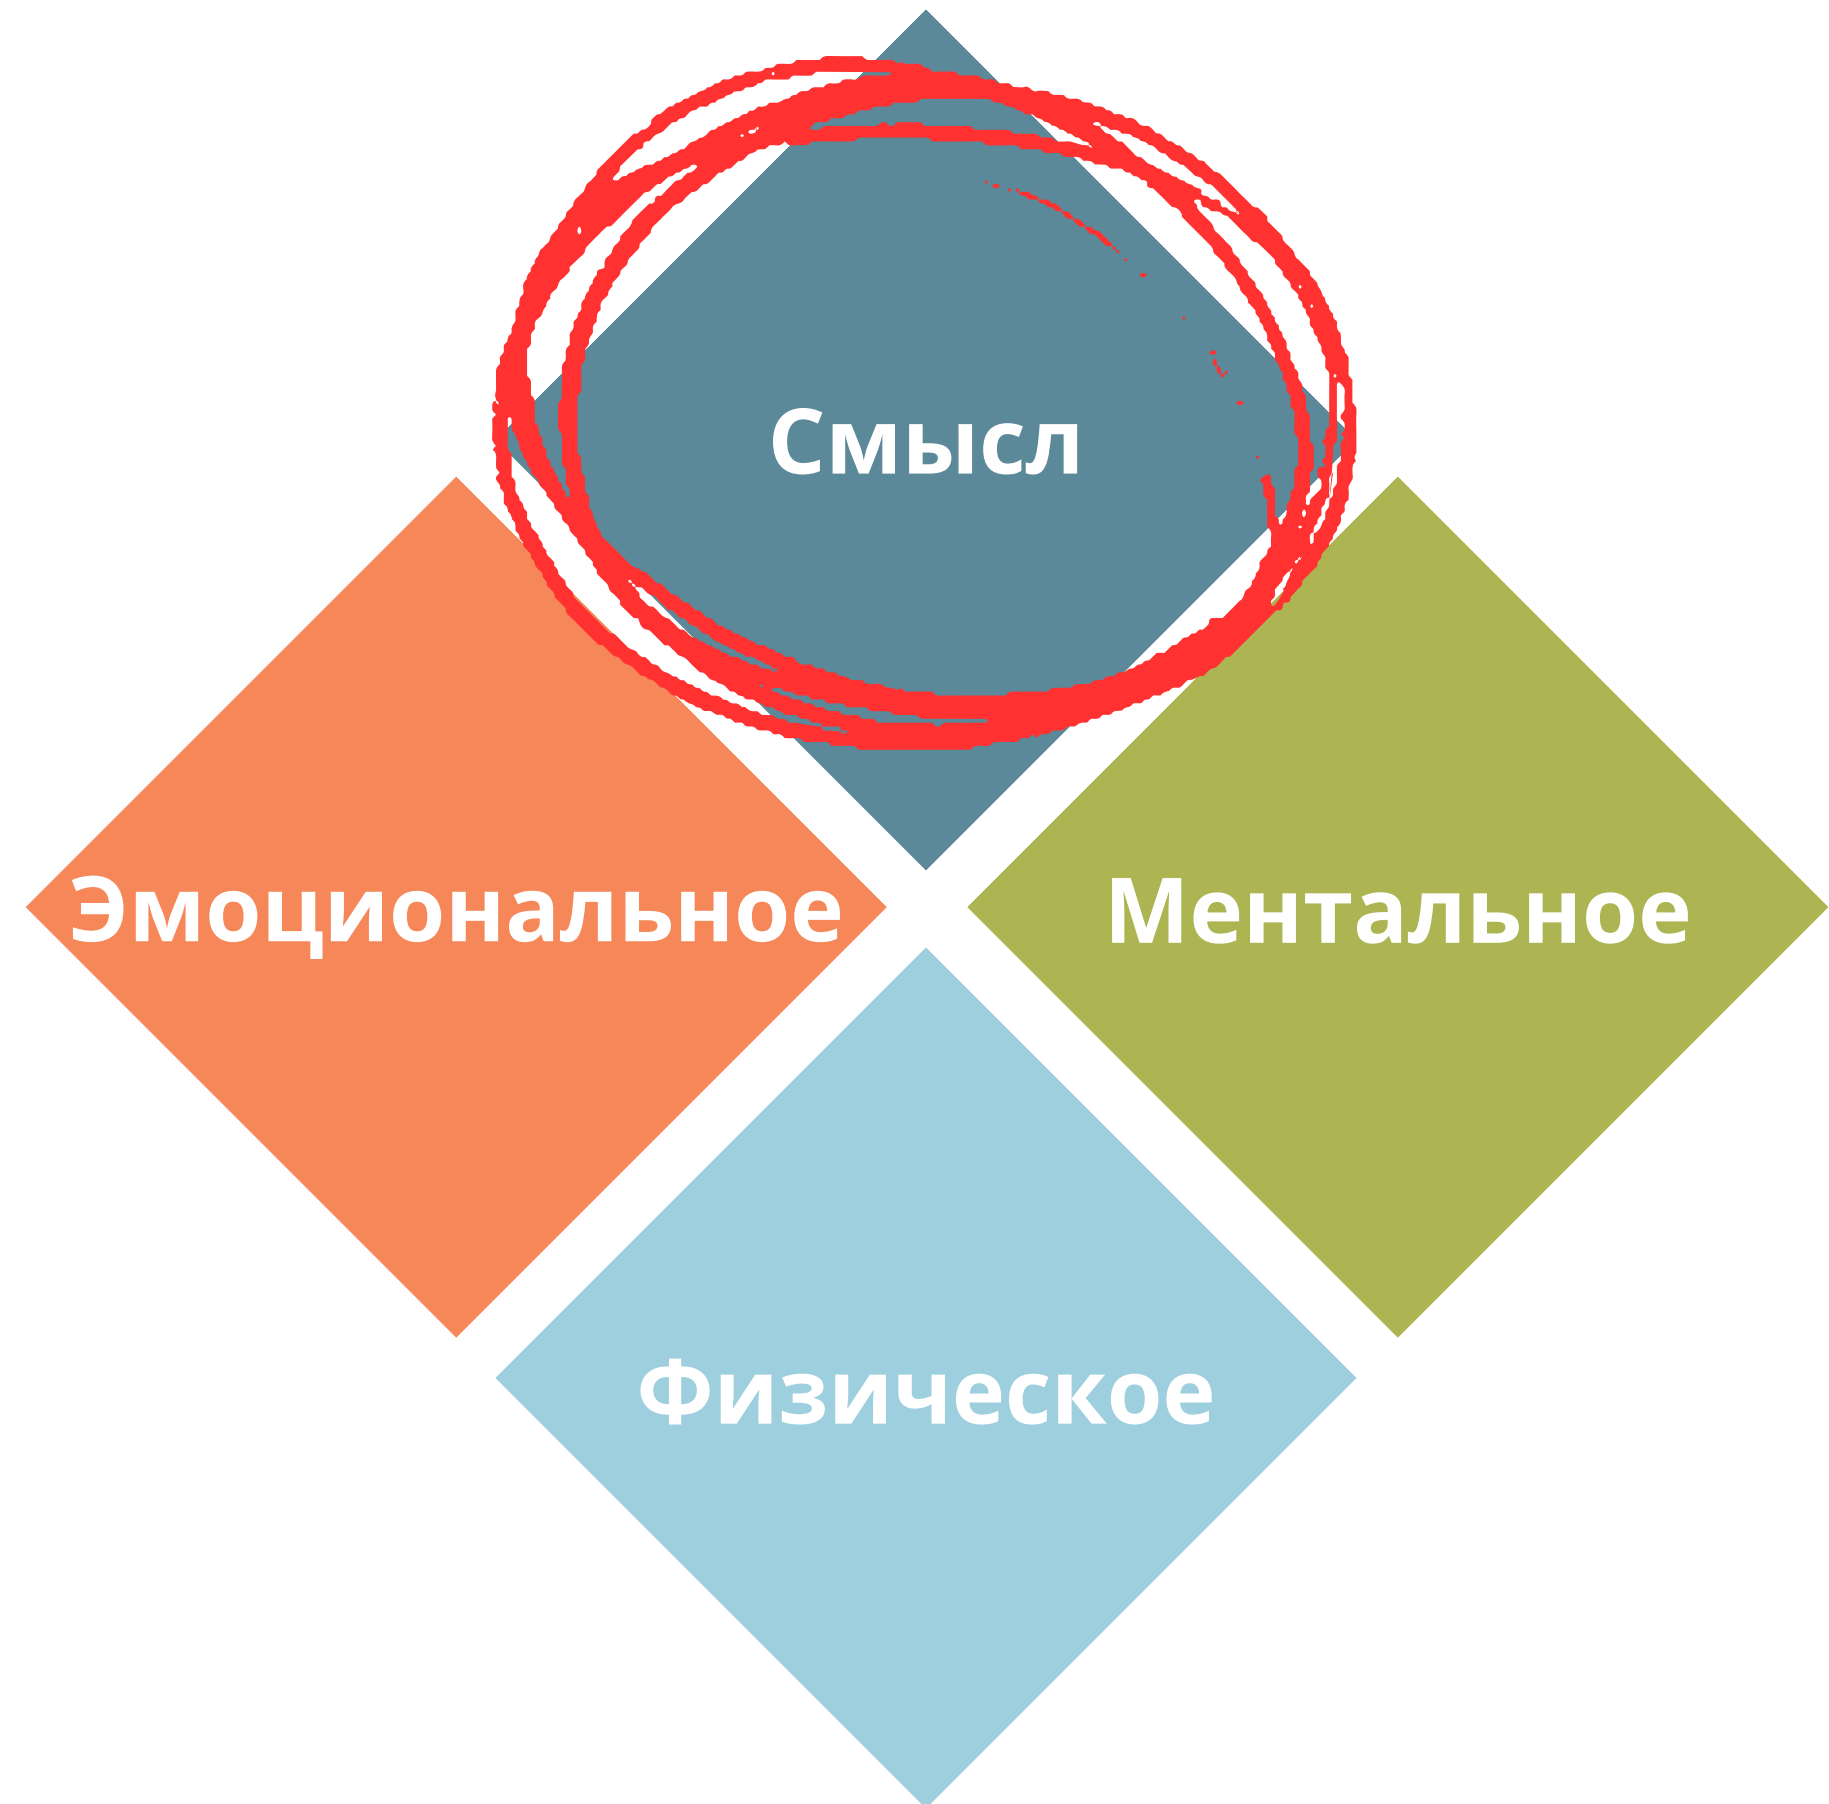 Смысл
Эмоциональное
Ментальное
Физическое